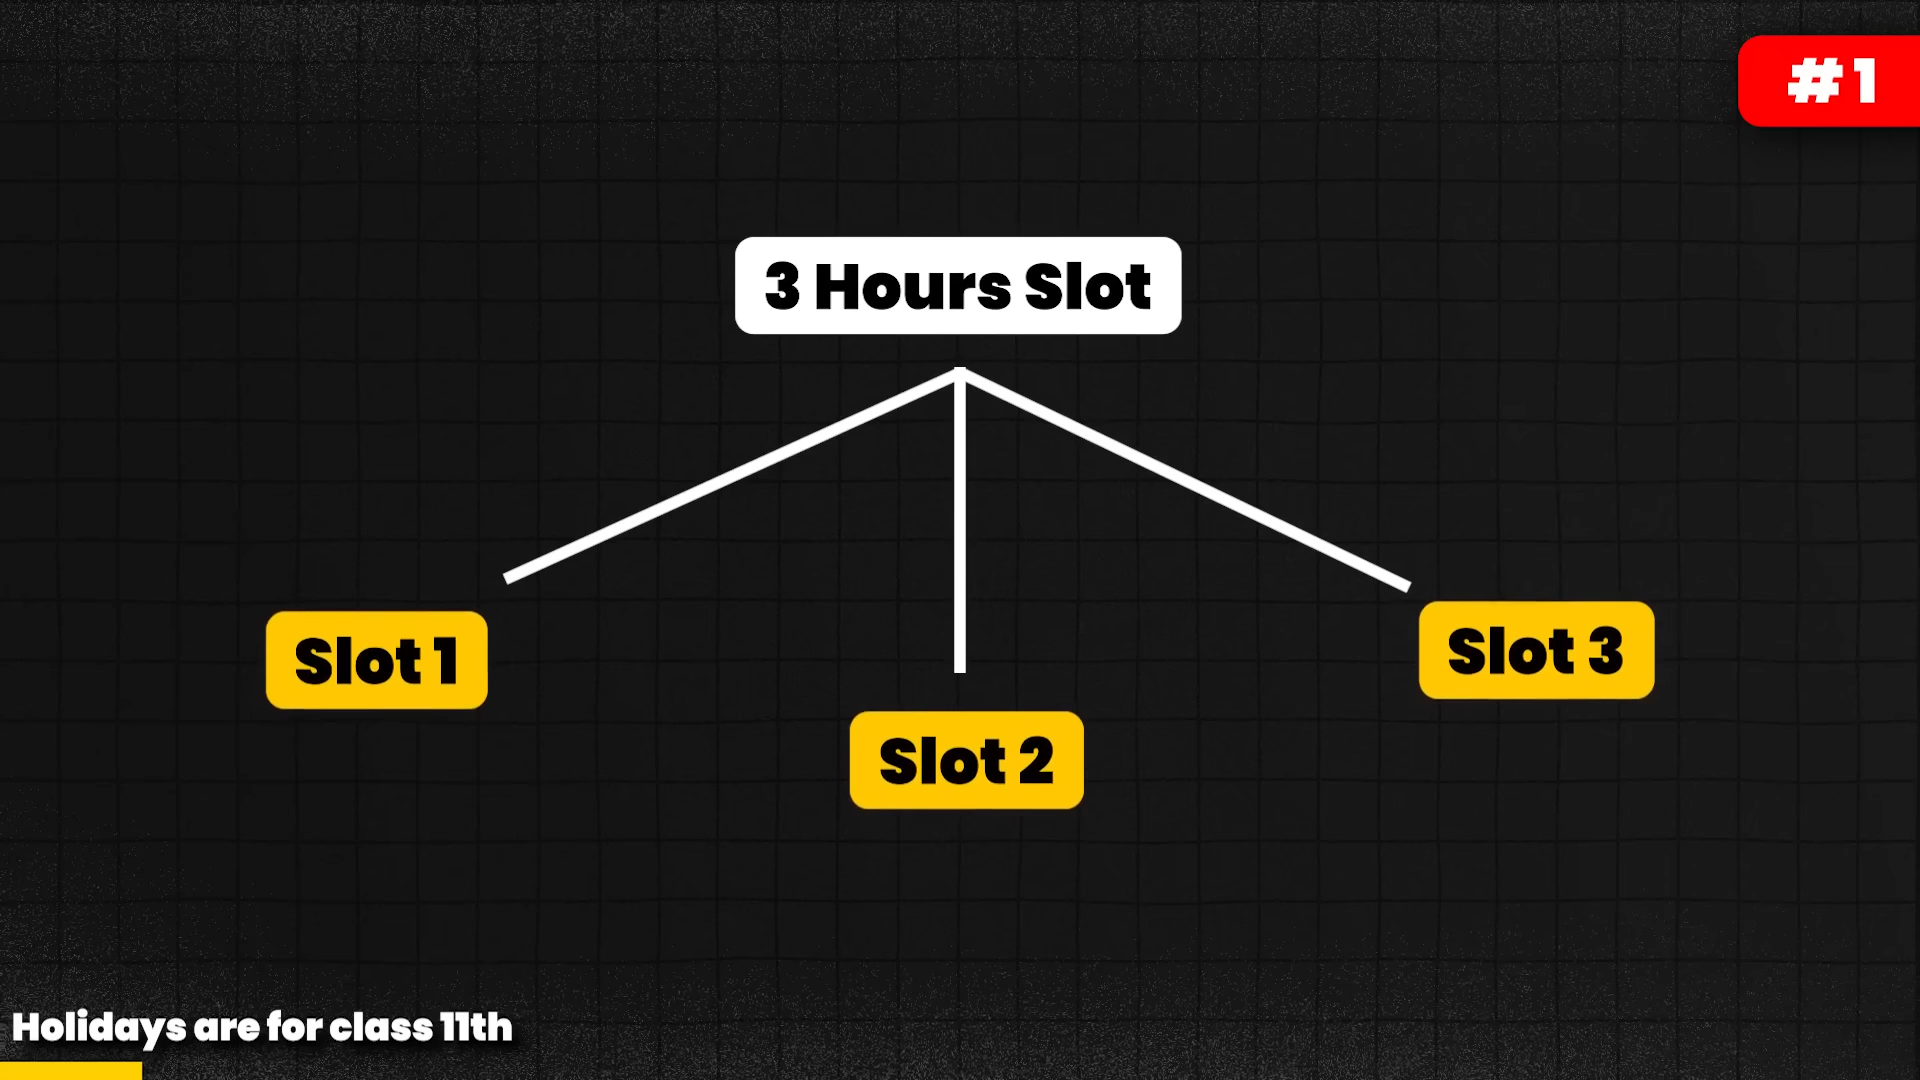 #1
3 Hours Slot
Slot 1
Slot 2
Slot 3
Holidays are for class 11th